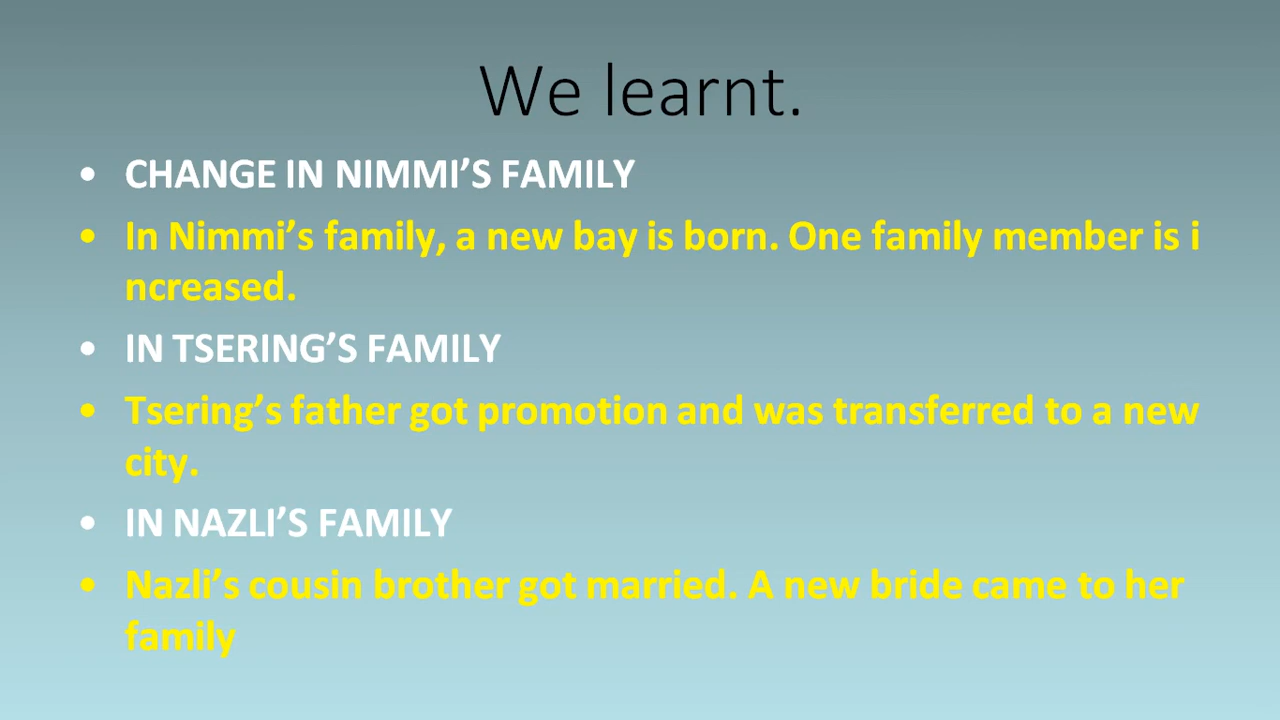 We learnt.
• CHANGE IN NIMMI’S FAMILY
• In Nimmi’s family, a new bay is born. One family member is i
ncreased.
• IN TSERING’S FAMILY
• Tsering’s father got promotion and was transferred to a new
city.
• IN NAZLI’S FAMILY
• Nazli’s cousin brother got married. A new bride came to her
family